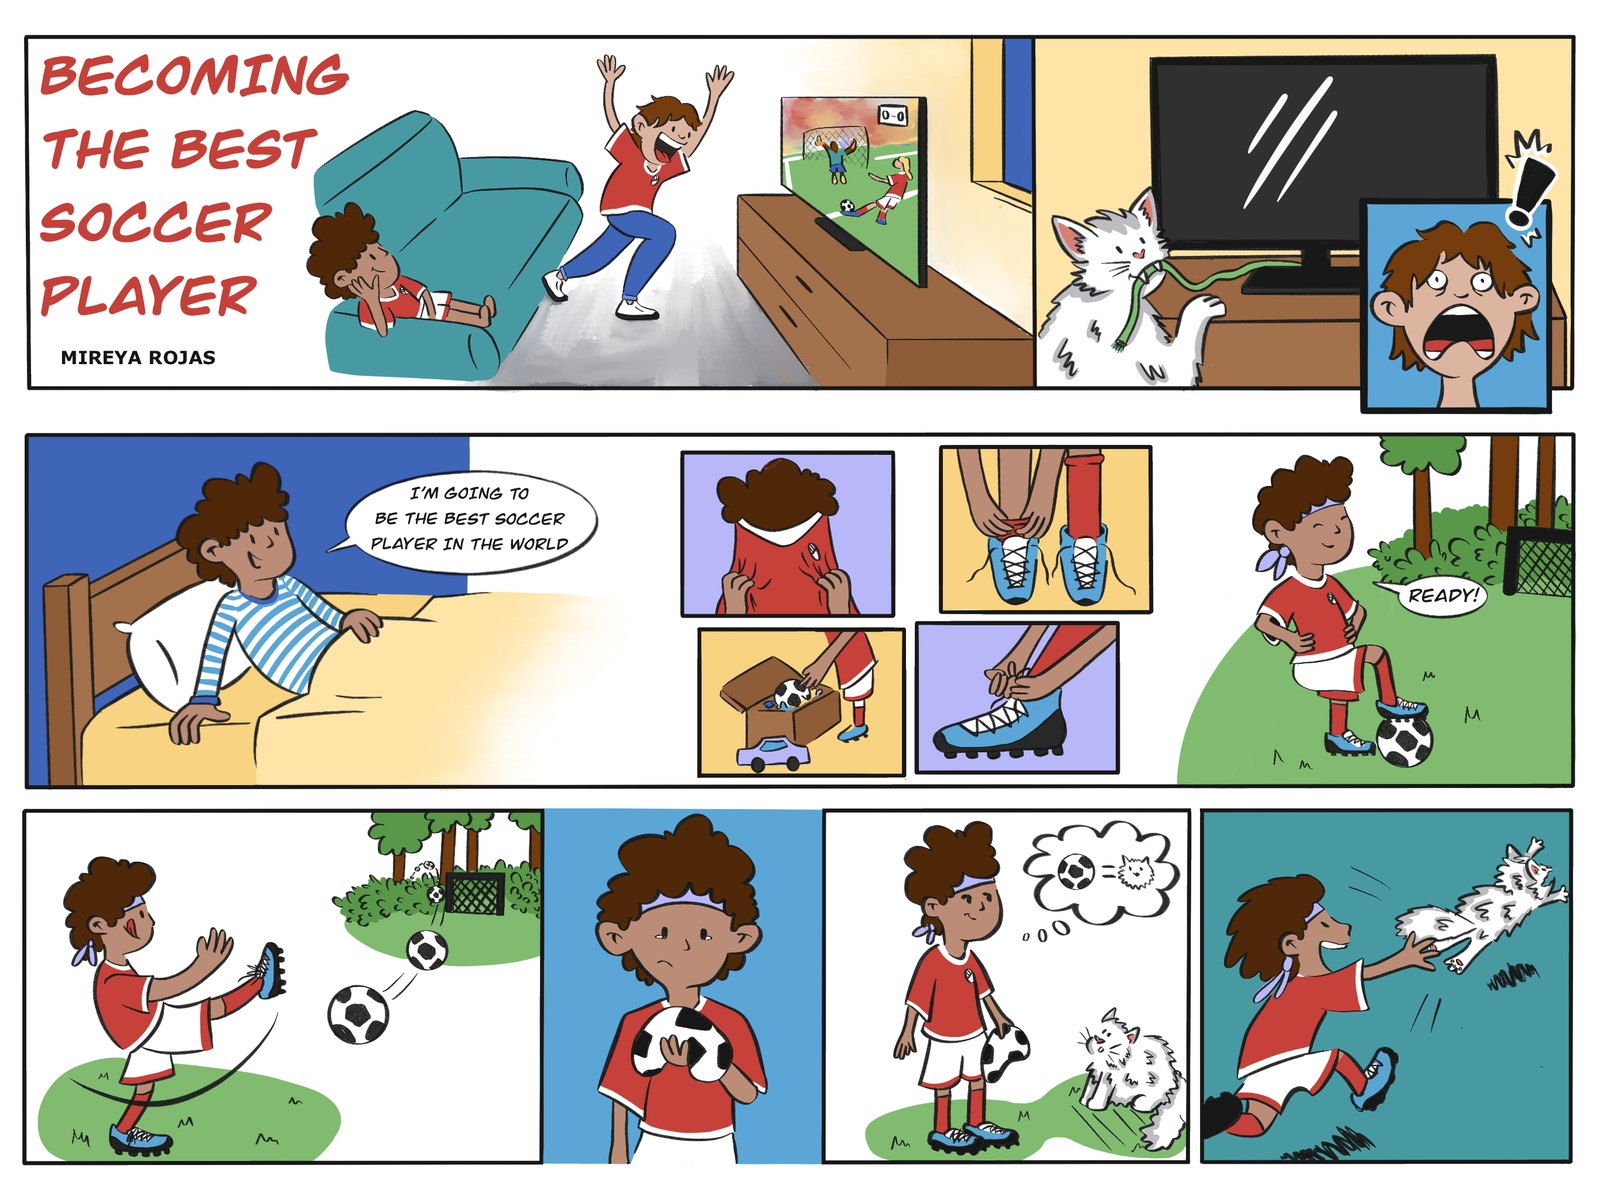 BECOMING
THE BEST
SOCCER
PLAYER
MIREYA ROJAS
0-0
!
I'M GOING TO
BE THE BEST SOCCER
PLAYER IN THE WORLD
READY!
=